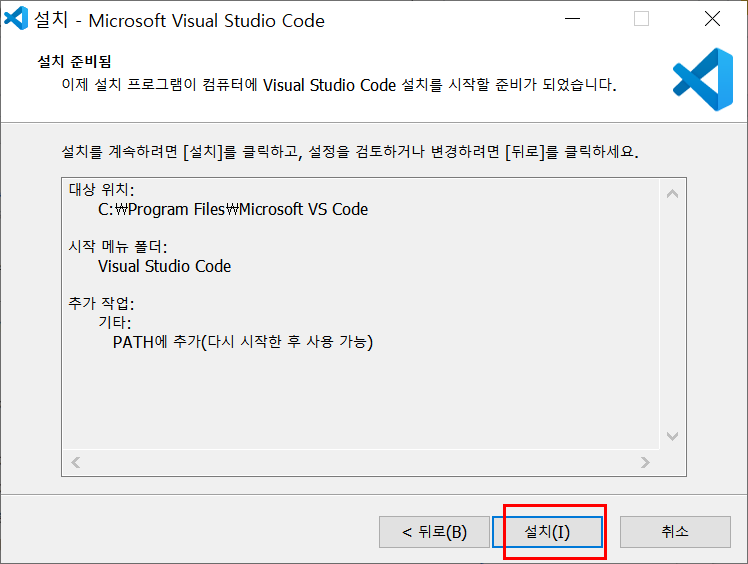 설치 - Microsoft Visual Studio Code
설치 준비됨
이제 설치 프로그램이 컴퓨터에 Visual Studio Code 설치를 시작할 준비가 되었습니다.
설치를 계속하려면 [설치]를 클릭하고, 설정을 검토하거나 변경하려면 [뒤로]를 클릭하세요.
대상 위치:
C:₩Program Files₩Microsoft VS Code
시작 메뉴 폴더:
Visual Studio Code
추가 작업:
기타:
PATH에 추가(다시 시작한 후 사용 가능)
< 뒤로(B) 설치(I) 취소